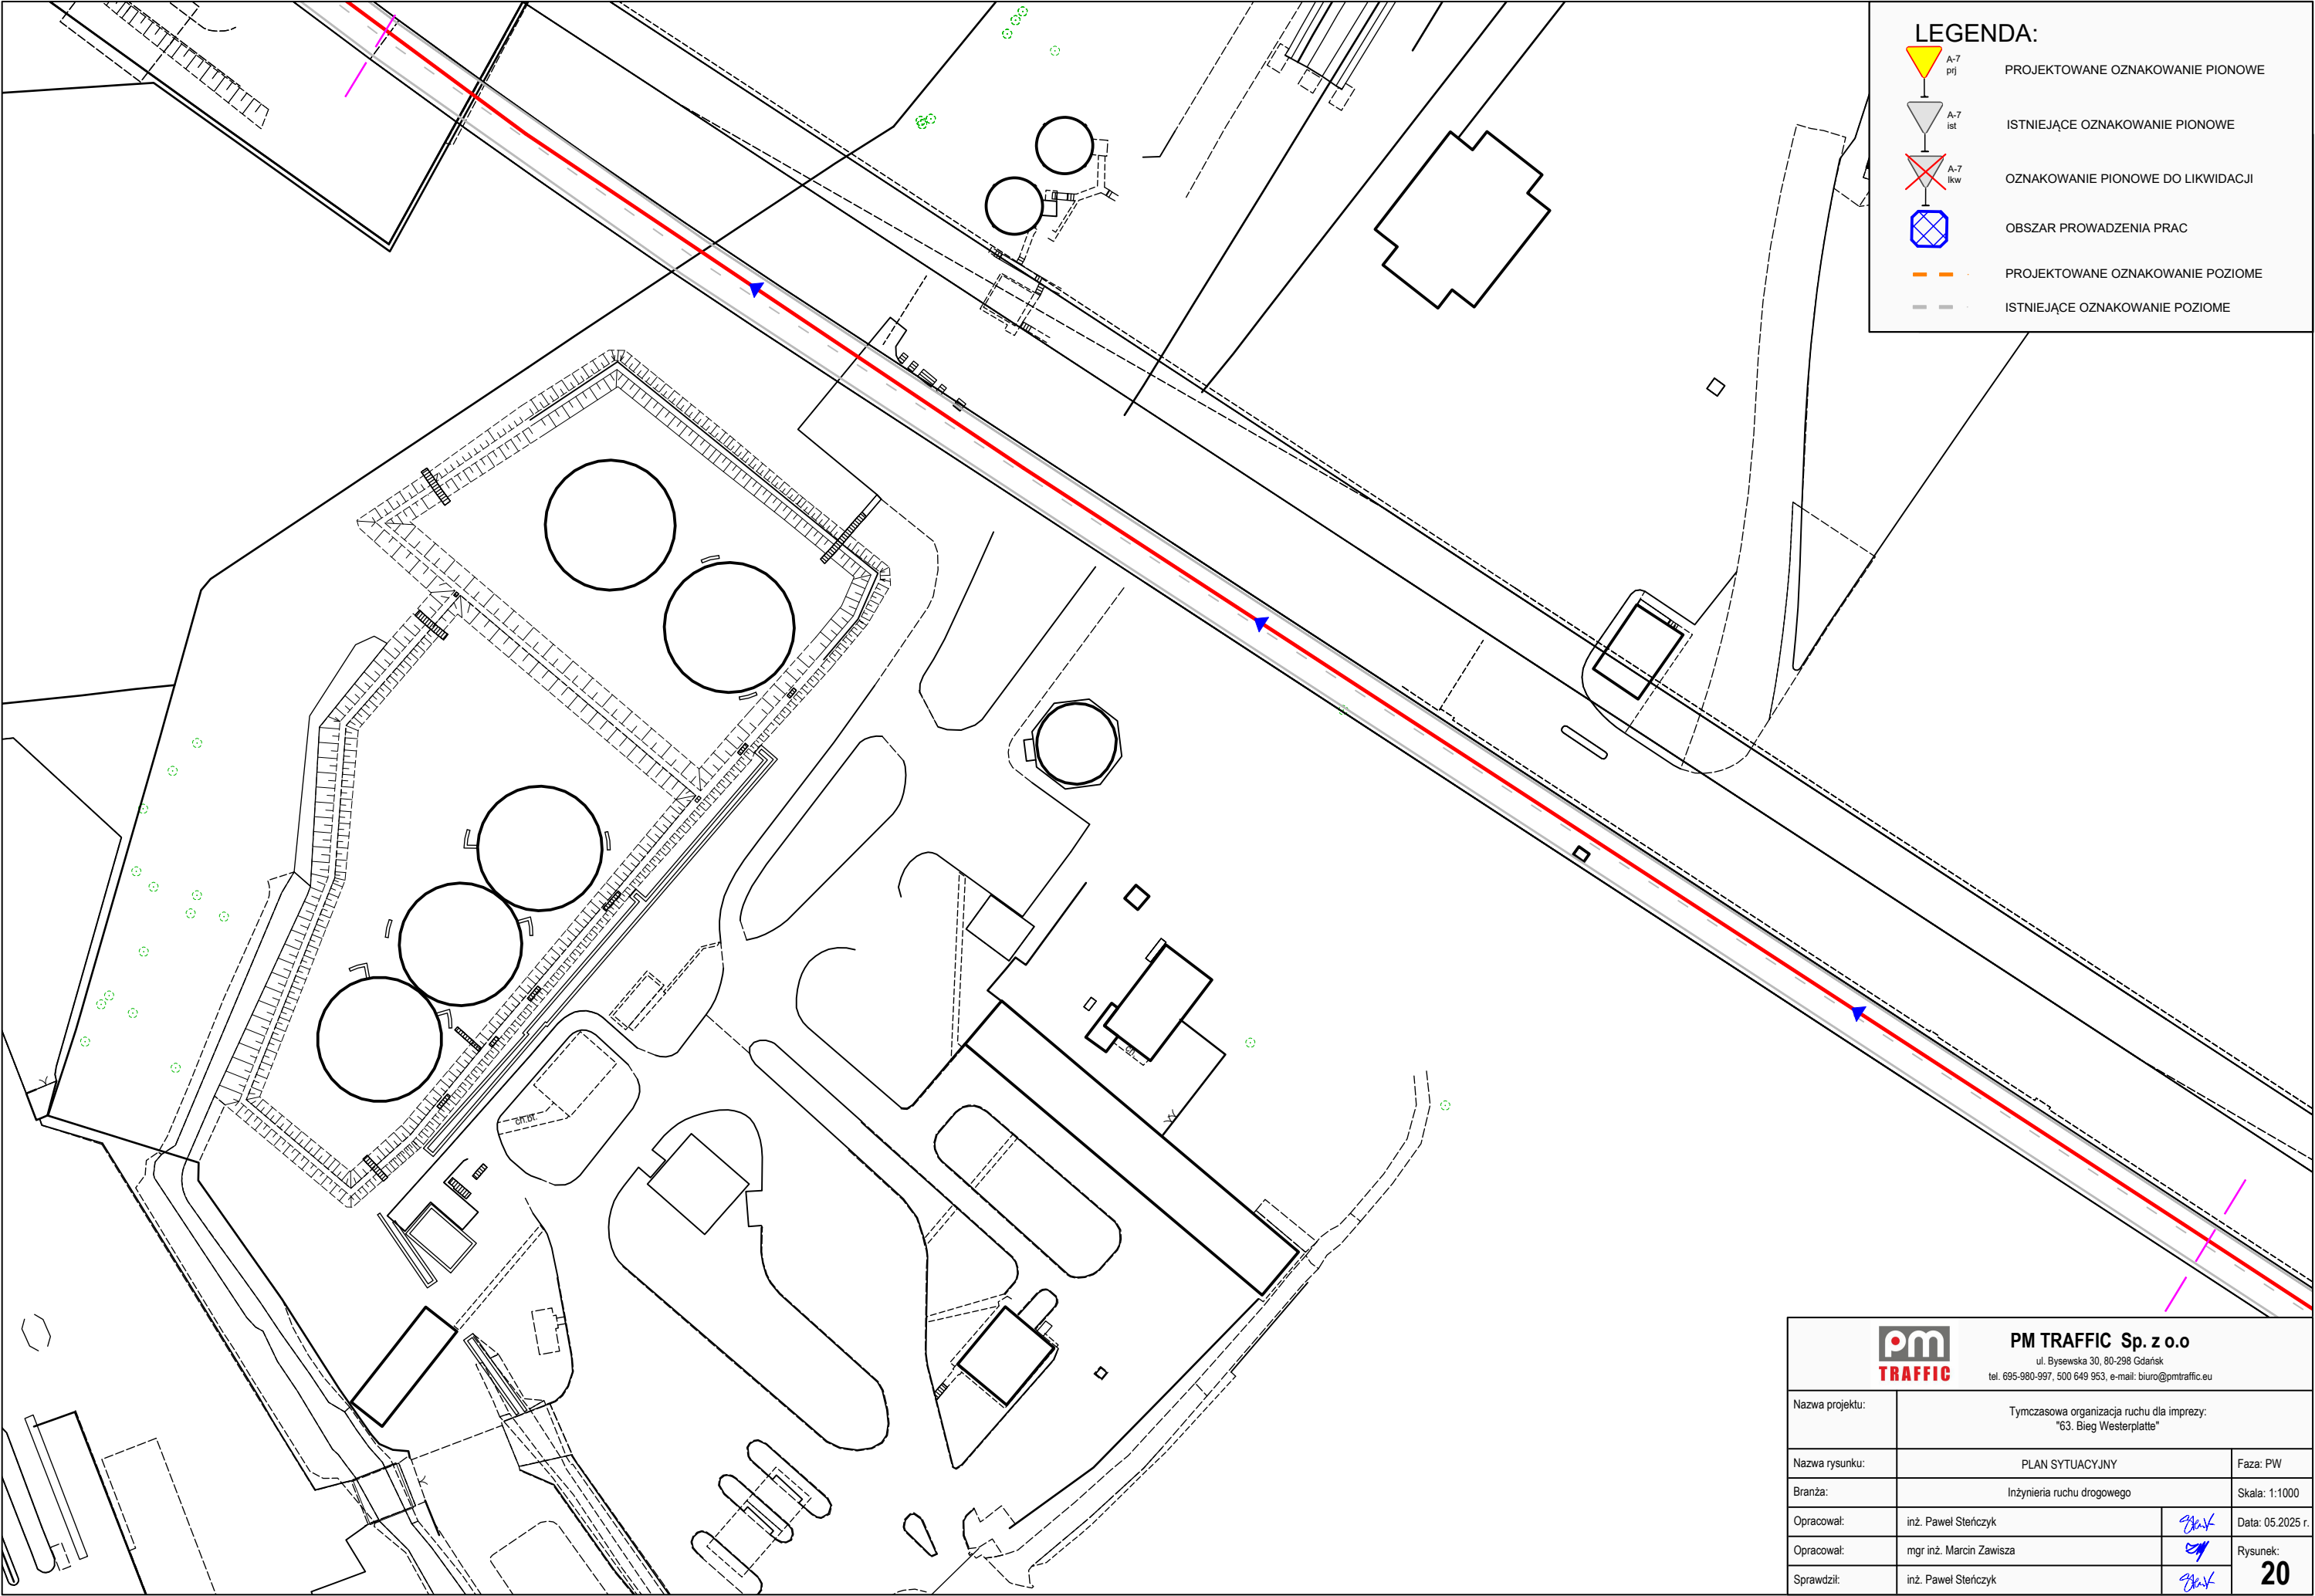 LEGENDA:
A-7
prj
PROJEKTOWANE OZNAKOWANIE PIONOWE
A-7
ist
ISTNIEJĄCE OZNAKOWANIE PIONOWE
A-7
lkw
OZNAKOWANIE PIONOWE DO LIKWIDACJI
OBSZAR PROWADZENIA PRAC
PROJEKTOWANE OZNAKOWANIE POZIOME
ISTNIEJĄCE OZNAKOWANIE POZIOME
ch.bt.
pm
TRAFFIC
PM TRAFFIC Sp. z o.o
ul. Bysewska 30, 80-298 Gdańsk
tel. 695-980-997, 500 649 953, e-mail: biuro@pmtraffic.eu
Nazwa projektu:
Tymczasowa organizacja ruchu dla imprezy:
"63. Bieg Westerplatte"
Nazwa rysunku:
PLAN SYTUACYJNY
Faza: PW
Branża:
Inżynieria ruchu drogowego
Skala: 1:1000
Opracował:
inż. Paweł Steńczyk
Data: 05.2025 r.
Opracował:
mgr inż. Marcin Zawisza
Rysunek:
20
Sprawdził:
inż. Paweł Steńczyk